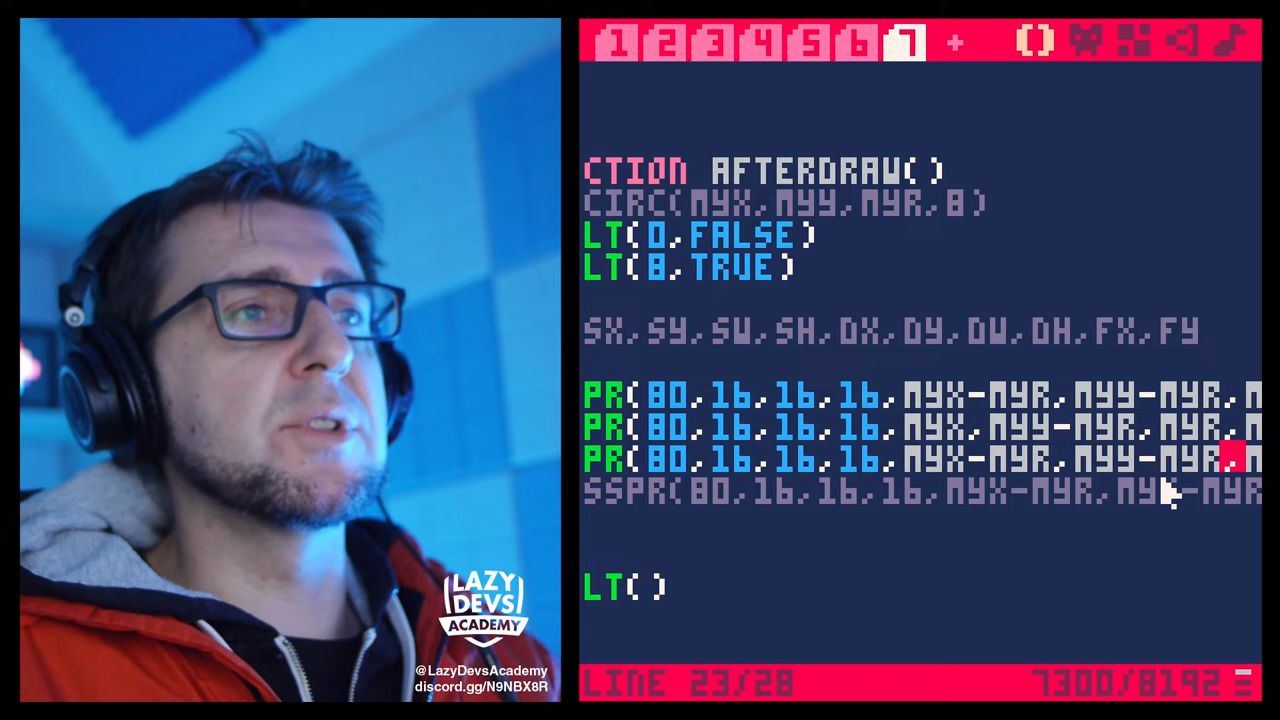 LAZY
DEVS
ACADEMY
@LazyDevsAcademy
discord.gg/N9NBX8R
1 2 3 4 5 6 7 + ()
CTION AFTERDRAW()
CIRC(MYX,MYY,MYR,8)
LT(0,FALSE)
LT(8,TRUE)
SX,SY,SW,SH,DX,DY,DW,DH,FX,FY
PR(80,16,16,16,MYX-MYR,MYY-MYR,M
PR(80,16,16,16,MYX,MYY-MYR,MYR,M
PR(80,16,16,16,MYX-MYR,MYY-MYR,M
SSPR(80,16,16,16,MYX-MYR,MY -MYR
LT()
LINE 23/28
7300/8192